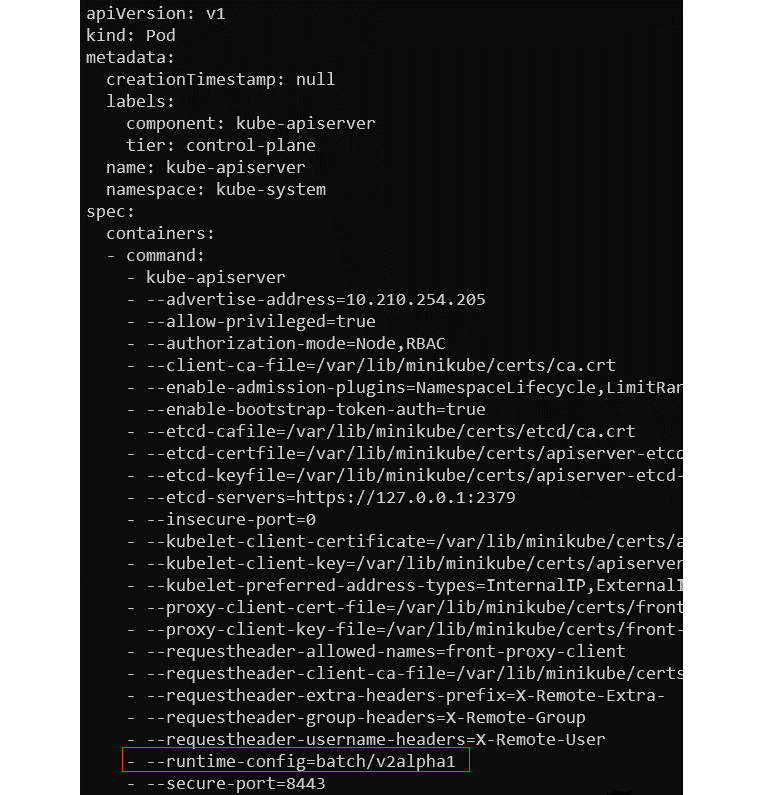 apiVersion: v1
kind: Pod
metadata:
  creationTimestamp: null
  labels:
    component: kube-apiserver
    tier: control-plane
  name: kube-apiserver
  namespace: kube-system
spec:
  containers:
  - command:
    - kube-apiserver
    - --advertise-address=10.210.254.205
    - --allow-privileged=true
    - --authorization-mode=Node,RBAC
    - --client-ca-file=/var/lib/minikube/certs/ca.crt
    - --enable-admission-plugins=NamespaceLifecycle,LimitRan
    - --enable-bootstrap-token-auth=true
    - --etcd-cafile=/var/lib/minikube/certs/etcd/ca.crt
    - --etcd-certfile=/var/lib/minikube/certs/apiserver-etcd
    - --etcd-keyfile=/var/lib/minikube/certs/apiserver-etcd-
    - --etcd-servers=https://127.0.0.1:2379
    - --insecure-port=0
    - --kubelet-client-certificate=/var/lib/minikube/certs/a
    - --kubelet-client-key=/var/lib/minikube/certs/apiserver
    - --kubelet-preferred-address-types=InternalIP,ExternalI
    - --proxy-client-cert-file=/var/lib/minikube/certs/front
    - --proxy-client-key-file=/var/lib/minikube/certs/front-
    - --requestheader-allowed-names=front-proxy-client
    - --requestheader-client-ca-file=/var/lib/minikube/certs
    - --requestheader-extra-headers-prefix=X-Remote-Extra-
    - --requestheader-group-headers=X-Remote-Group
    - --requestheader-username-headers=X-Remote-User
    - --runtime-config=batch/v2alpha1
    - --secure-port=8443